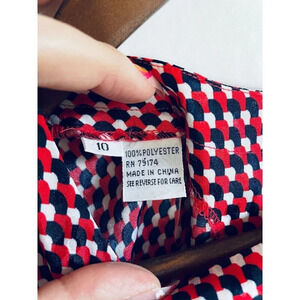 10
100% POLYESTER
RN 75174
MADE IN CHINA
SEE REVERSE FOR CARE